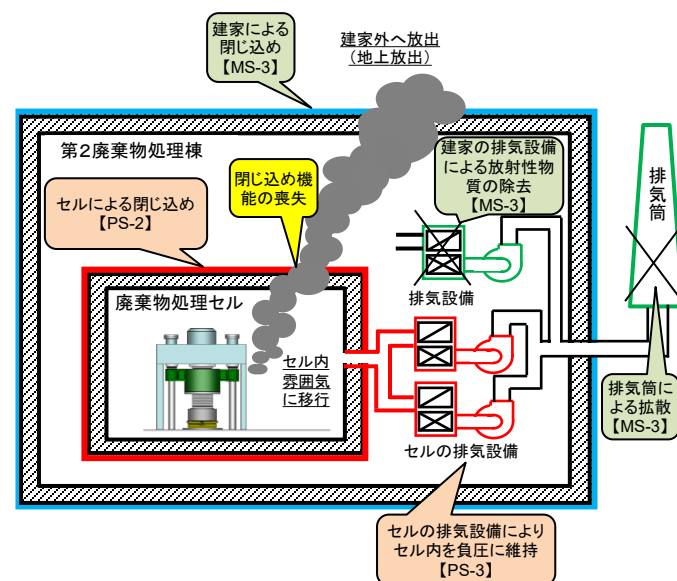 建家による
閉じ込め
【MS-3】
建家外へ放出
（地上放出）
第２廃棄物処理棟
セルによる閉じ込め
【PS-2】
閉じ込め機
能の喪失
建家の排気設備
による放射性物
質の除去
【MS-3】
排気筒
排気設備
廃棄物処理セル
セル内
雰囲気
に移行
セルの排気設備
排気筒に
よる拡散
【MS-3】
セルの排気設備により
セル内を負圧に維持
【PS-3】